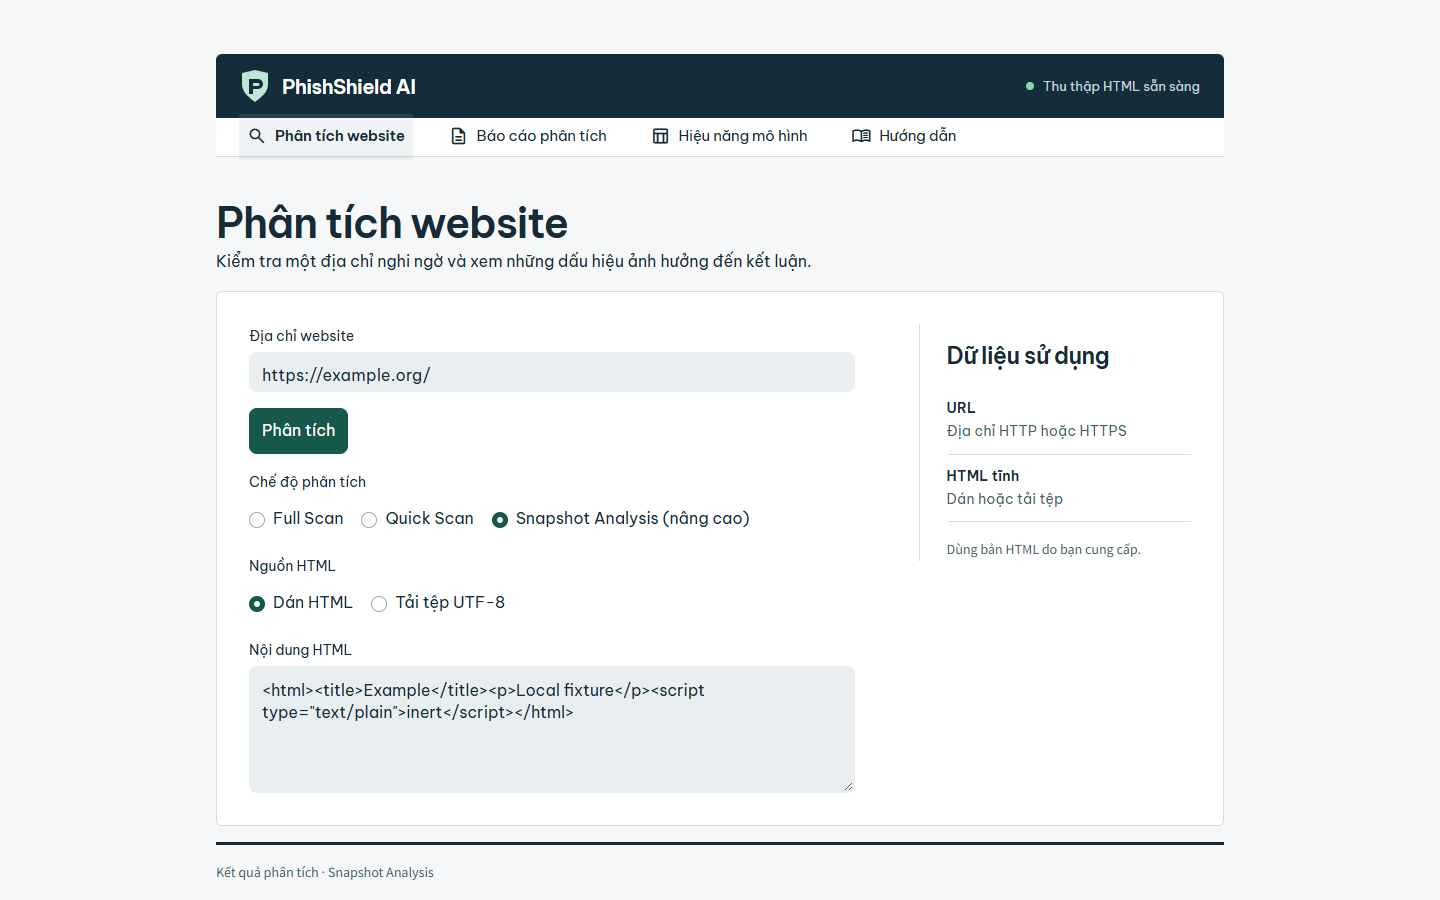 PhishShield AI
Thu thập HTML sẵn sàng
Phân tích website
Báo cáo phân tích
Hiệu năng mô hình
Hướng dẫn
Phân tích website
Kiểm tra một địa chỉ nghi ngờ và xem những dấu hiệu ảnh hưởng đến kết luận.
Địa chỉ website
https://example.org/
Phân tích
Chế độ phân tích
Full Scan
Quick Scan
Snapshot Analysis (nâng cao)
Nguồn HTML
Dán HTML
Tải tệp UTF-8
Nội dung HTML
<html><title>Example</title><p>Local fixture</p><script
type="text/plain">inert</script></html>
Dữ liệu sử dụng
URL
Địa chỉ HTTP hoặc HTTPS
HTML tĩnh
Dán hoặc tải tệp
Dùng bản HTML do bạn cung cấp.
Kết quả phân tích · Snapshot Analysis